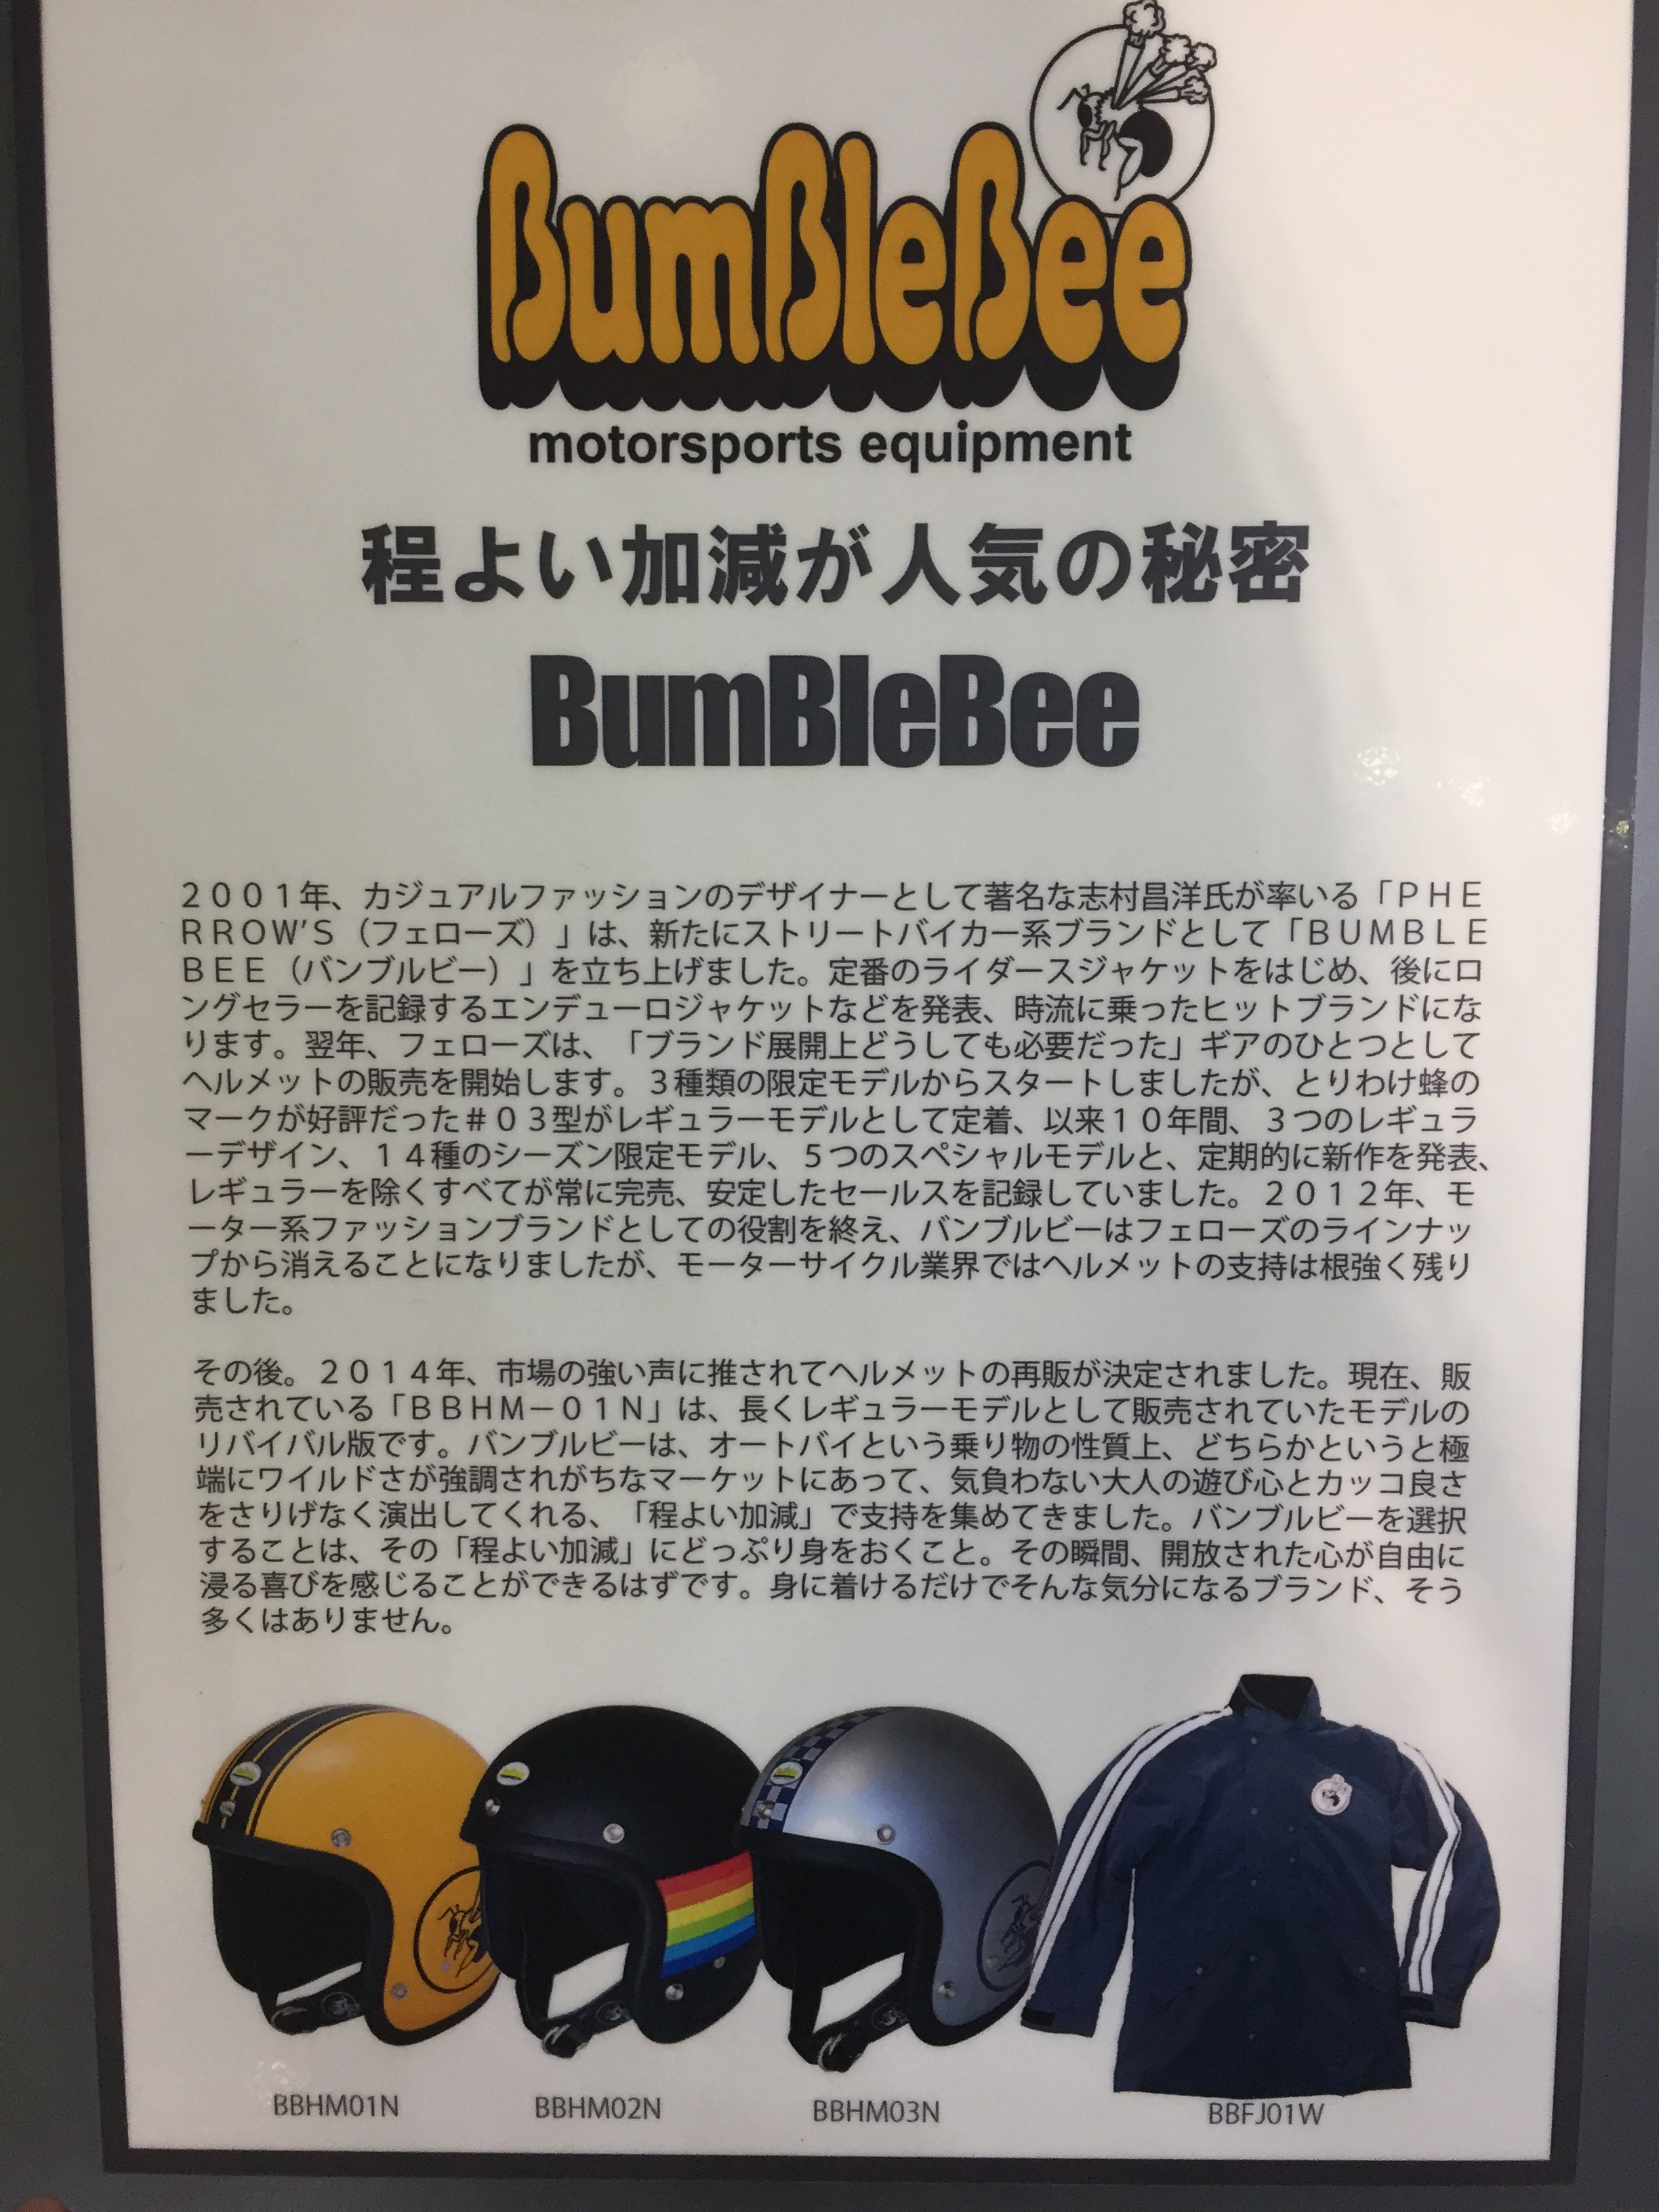 BumBleBee
motorsports equipment
程よい加減が人気の秘密
BumBleBee
２００１年、カジュアルファッションのデザイナーとして著名な志村昌洋氏が率いる「ＰＨＥ
ＲＲＯＷ'Ｓ（フェローズ）」は、新たにストリートバイカー系ブランドとして「ＢＵＭＢＬＥ
ＢＥＥ（バンブルビー）」を立ち上げました。定番のライダースジャケットをはじめ、後にロ
ングセラーを記録するエンデューロジャケットなどを発表、時流に乗ったヒットブランドにな
ります。翌年、フェローズは、「ブランド展開上どうしても必要だった」ギアのひとつとして
ヘルメットの販売を開始します。３種類の限定モデルからスタートしましたが、とりわけ蜂の
マークが好評だった＃０３型がレギュラーモデルとして定着、以来１０年間、３つのレギュラ
ーデザイン、１４種のシーズン限定モデル、５つのスペシャルモデルと、定期的に新作を発表、
レギュラーを除くすべてが常に完売、安定したセールスを記録していました。２０１２年、モ
ーター系ファッションブランドとしての役割を終え、バンブルビーはフェローズのラインナッ
プから消えることになりましたが、モーターサイクル業界ではヘルメットの支持は根強く残り
ました。
その後。２０１４年、市場の強い声に推されてヘルメットの再販が決定されました。現在、販
売されている「ＢＢＨＭ－０１Ｎ」は、長くレギュラーモデルとして販売されていたモデルの
リバイバル版です。バンブルビーは、オートバイという乗り物の性質上、どちらかというと極
端にワイルドさが強調されがちなマーケットにあって、気負わない大人の遊び心とカッコ良さ
をさりげなく演出してくれる、「程よい加減」で支持を集めてきました。バンブルビーを選択
することは、その「程よい加減」にどっぷり身をおくこと。その瞬間、開放された心が自由に
浸る喜びを感じることができるはずです。身に着けるだけでそんな気分になるブランド、そう
多くはありません。
BBHM01N
BBHM02N
BBHM03N
BBFJ01W